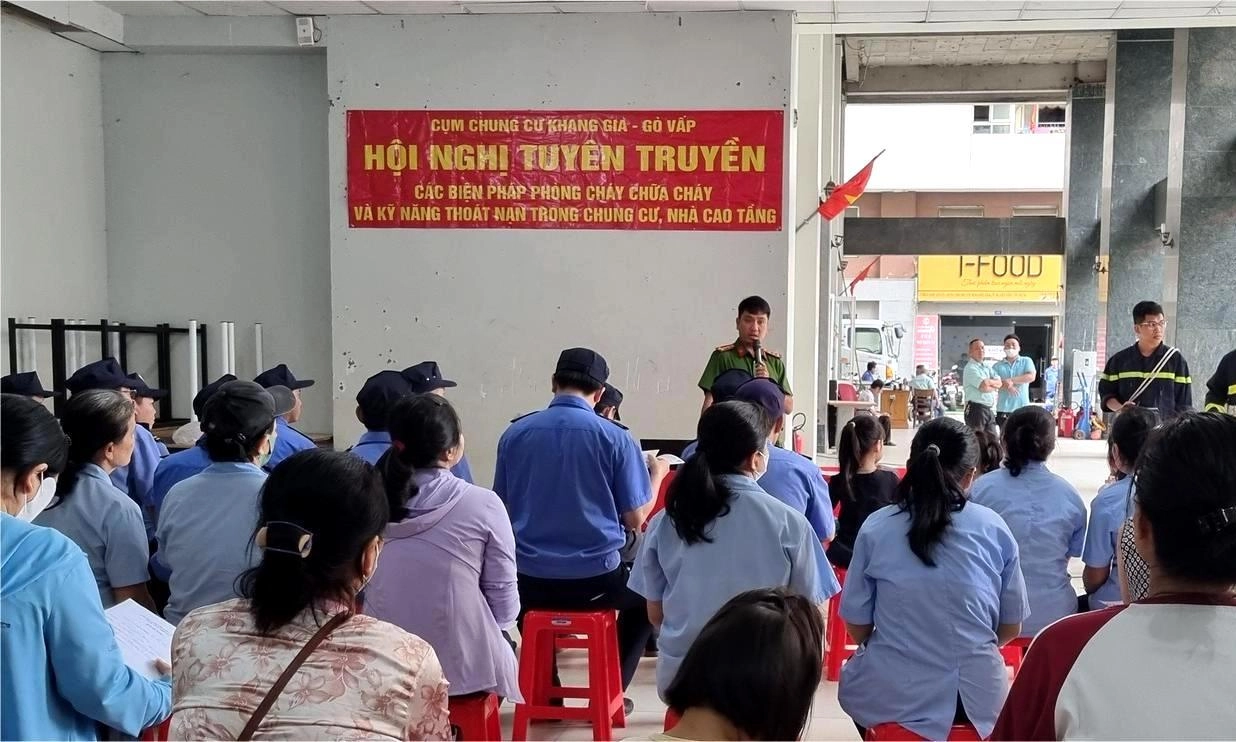 CỤM CHUNG CƯ KHANG GIA - GÒ VẤP
HỘI NGHỊ TUYÊN TRUYỀN
CÁC BIỆN PHÁP PHÒNG CHÁY CHỮA CHÁY
VÀ KỸ NĂNG THOÁT NẠN TRONG CHUNG CƯ, NHÀ CAO TẦNG
I-FOOD